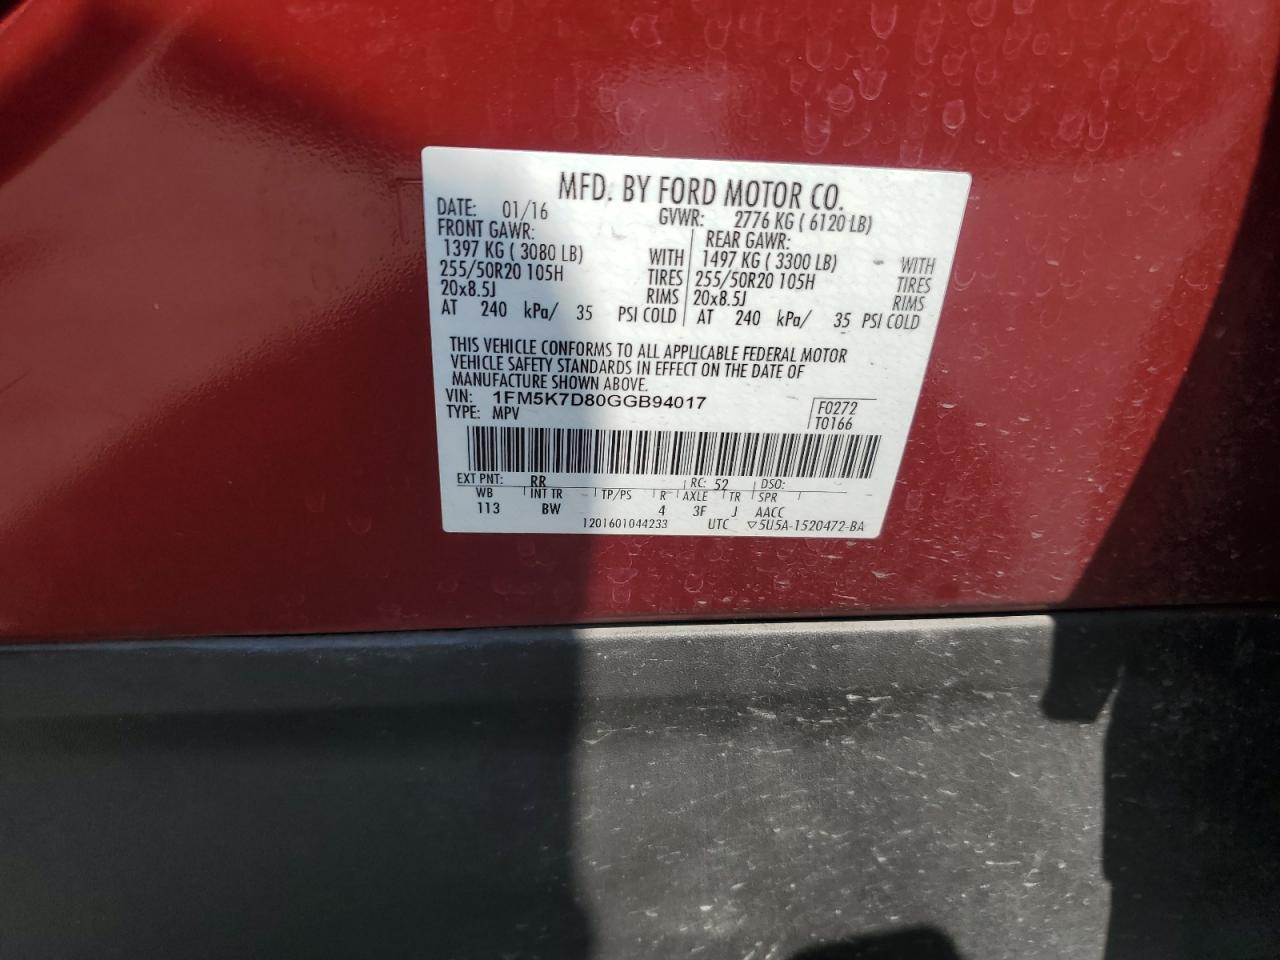 MFD. BY FORD MOTOR CO.
DATE: 01/16 GVWR: 2776 KG ( 6120 LB)
FRONT GAWR: REAR GAWR:
1397 KG ( 3080 LB) WITH 1497 KG ( 3300 LB) WITH
255/50R20 105H TIRES 255/50R20 105H TIRES
20x8.5J RIMS 20x8.5J RIMS
AT 240 kPa/ 35 PSI COLD AT 240 kPa/ 35 PSI COLD
THIS VEHICLE CONFORMS TO ALL APPLICABLE FEDERAL MOTOR
VEHICLE SAFETY STANDARDS IN EFFECT ON THE DATE OF
MANUFACTURE SHOWN ABOVE.
VIN: 1FM5K7D80GGB94017
TYPE: MPV
F0272
T0166
EXT PNT: RR RC: 52 DSO:
WB INT TR TP/PS R AXLE TR SPR
113 BW 4 3F J AACC
1201601044233 UTC ▽5U5A-1520472-BA